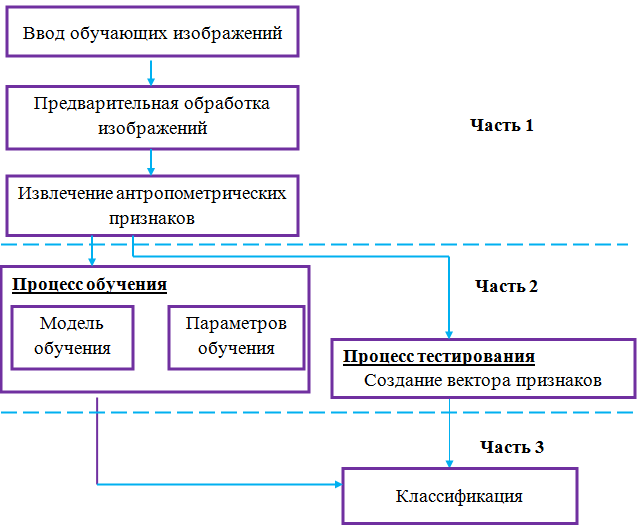 Ввод обучающих изображений
Предварительная обработка
изображений
Часть 1
Извлечение антропометрических
признаков
Процесс обучения
Часть 2
Модель
обучения
Параметров
обучения
Процесс тестирования
Создание вектора признаков
Часть 3
Классификация